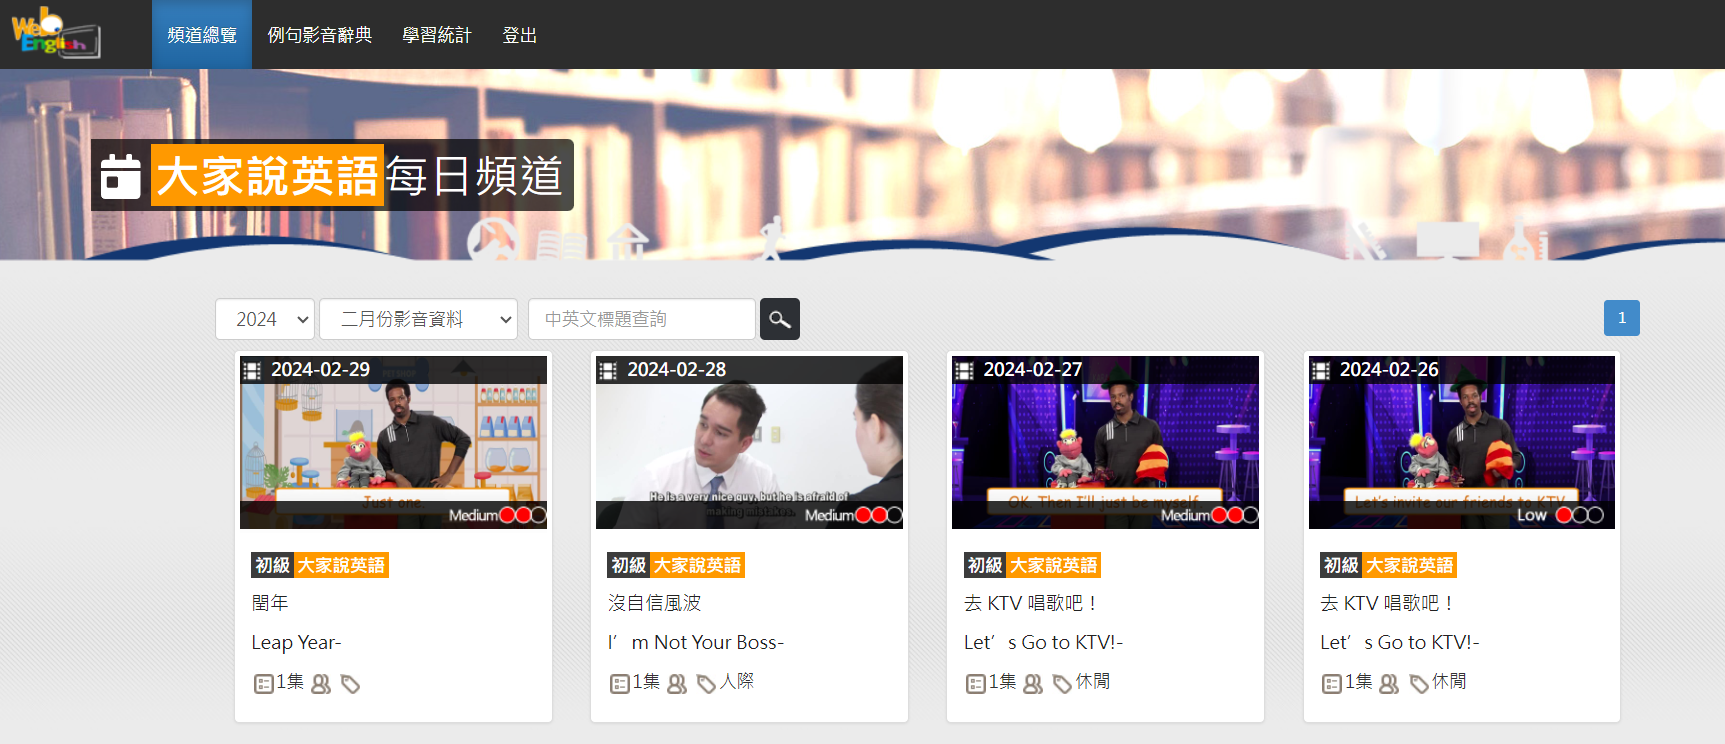 Web English
頻道總覽 例句影音辭典 學習統計 登出
大家說英語每日頻道
2024 二月份影音資料 中英文標題查詢 1
2024-02-29
Just one.
Medium
初級 大家說英語
閏年
Leap Year-
1集
2024-02-28
He is a very nice guy, but he is afraid of
making mistakes.
Medium
初級 大家說英語
沒自信風波
I’m Not Your Boss-
1集 人際
2024-02-27
OK. Then I'll just be myself.
Medium
初級 大家說英語
去 KTV 唱歌吧！
Let’s Go to KTV!-
1集 休閒
2024-02-26
Let's invite our friends to KTV.
Low
初級 大家說英語
去 KTV 唱歌吧！
Let’s Go to KTV!-
1集 休閒